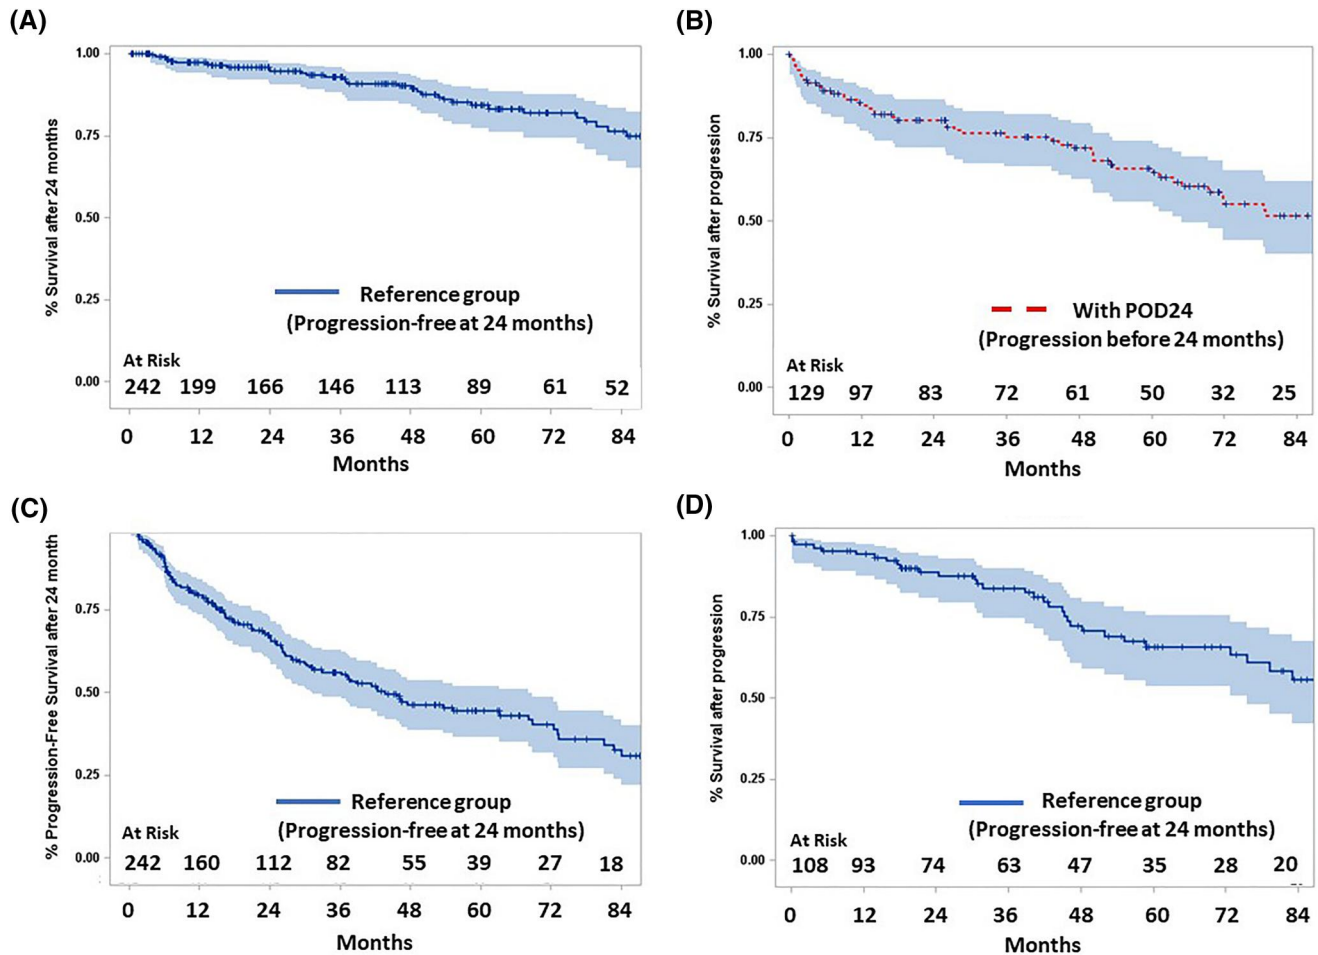 (A)
% Survival after 24 months
1.00
0.75
0.50
0.25
0.00
Reference group
(Progression-free at 24 months)
At Risk
242 199 166 146 113 89 61 52
0 12 24 36 48 60 72 84
Months
(B)
% Survival after progression
1.00
0.75
0.50
0.25
0.00
With POD24
(Progression before 24 months)
At Risk
129 97 83 72 61 50 32 25
0 12 24 36 48 60 72 84
Months
(C)
% Progression-Free Survival after 24 month
0.75
0.50
0.25
0.00
Reference group
(Progression-free at 24 months)
At Risk
242 160 112 82 55 39 27 18
0 12 24 36 48 60 72 84
Months
(D)
% Survival after progression
1.00
0.75
0.50
0.25
0.00
Reference group
(Progression-free at 24 months)
At Risk
108 93 74 63 47 35 28 20
0 12 24 36 48 60 72 84
Months